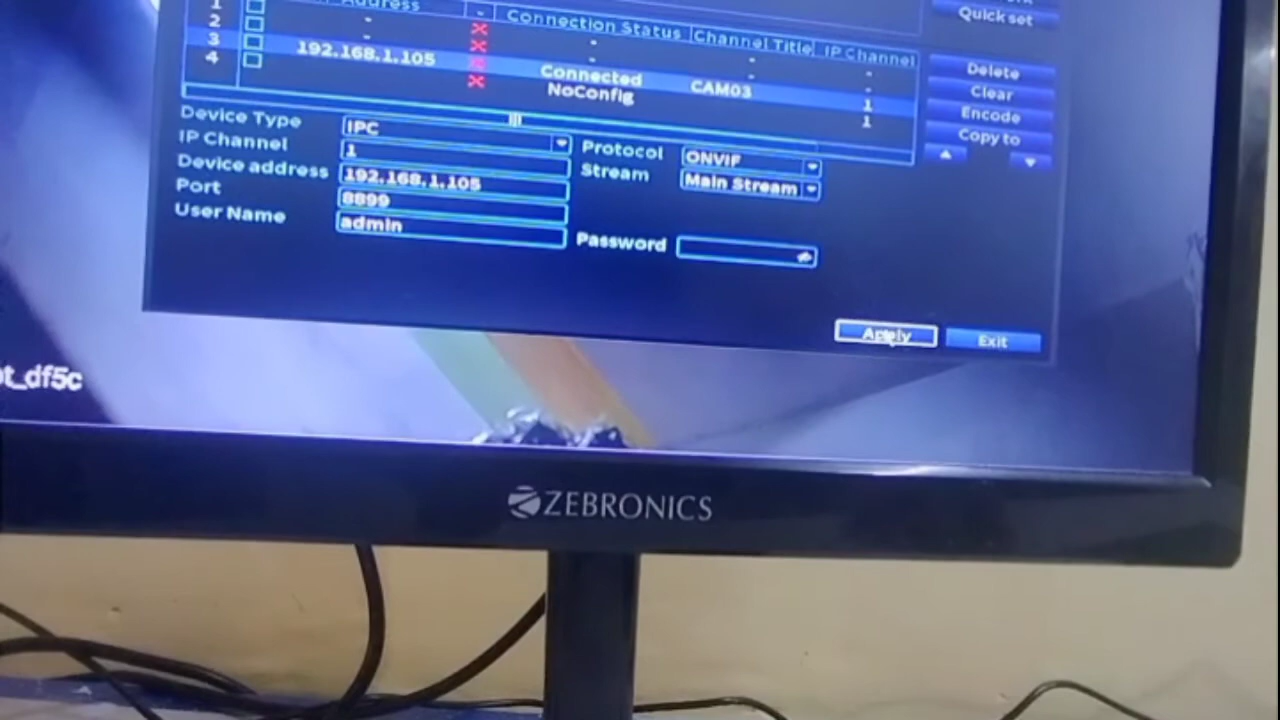 Quick set
1 Address - Connection Status Channel Title IP Channel
2 - - - -
3 192.168.1.105 Connected CAM03 1
4 NoConfig 1
Delete
Clear
Encode
Copy to
Device Type IPC
IP Channel 1 Protocol ONVIF
Device address 192.168.1.105 Stream Main Stream
Port 8899
User Name admin Password
Apply Exit
t_df5c
ZEBRONICS